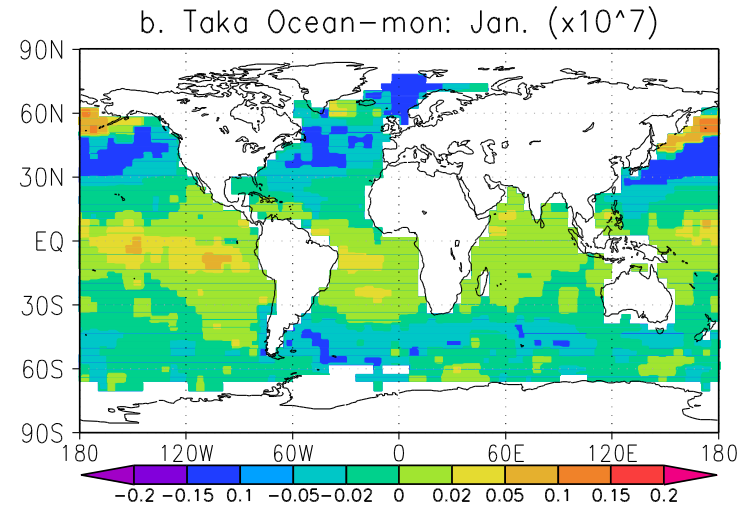 b. Taka Ocean-mon: Jan. (x10^7)
90N
60N
30N
EQ
30S
60S
90S
180 120W 60W 0 60E 120E 180
-0.2 -0.15 0.1 -0.05 -0.02 0 0.02 0.05 0.1 0.15 0.2